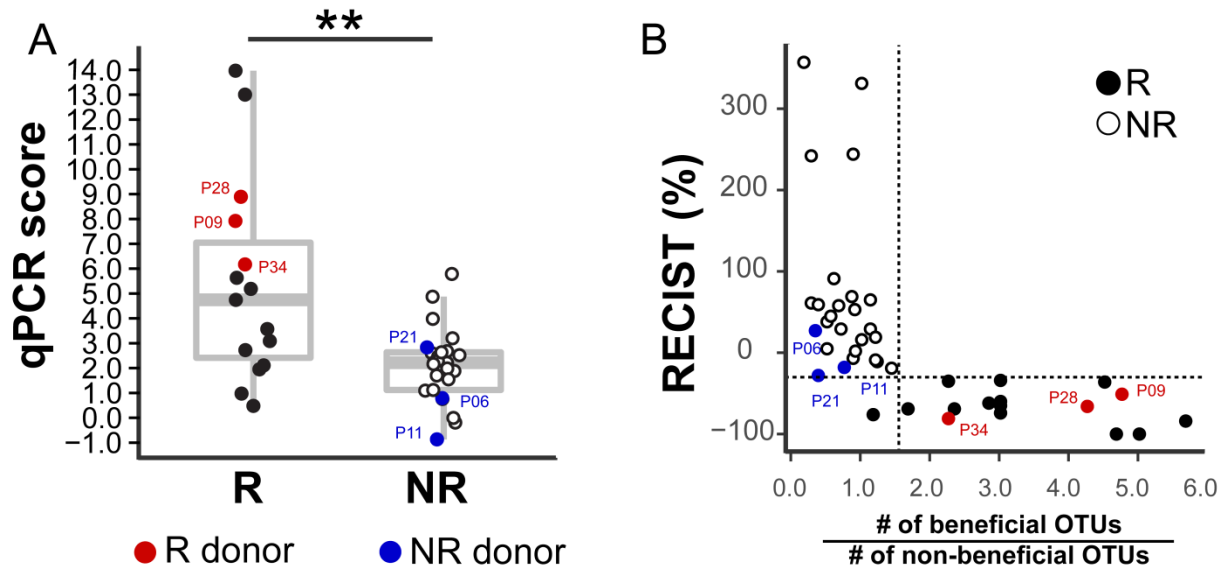 A
**
qPCR score
14.0
13.0
12.0
11.0
10.0
9.0
8.0
7.0
6.0
5.0
4.0
3.0
2.0
1.0
0.0
−1.0
P28
P09
P34
P21
P06
P11
R NR
R donor NR donor
B
R
NR
RECIST (%)
300
200
100
0
−100
P06
P21
P11
P34
P28
P09
0.0 1.0 2.0 3.0 4.0 5.0 6.0
# of beneficial OTUs
# of non-beneficial OTUs